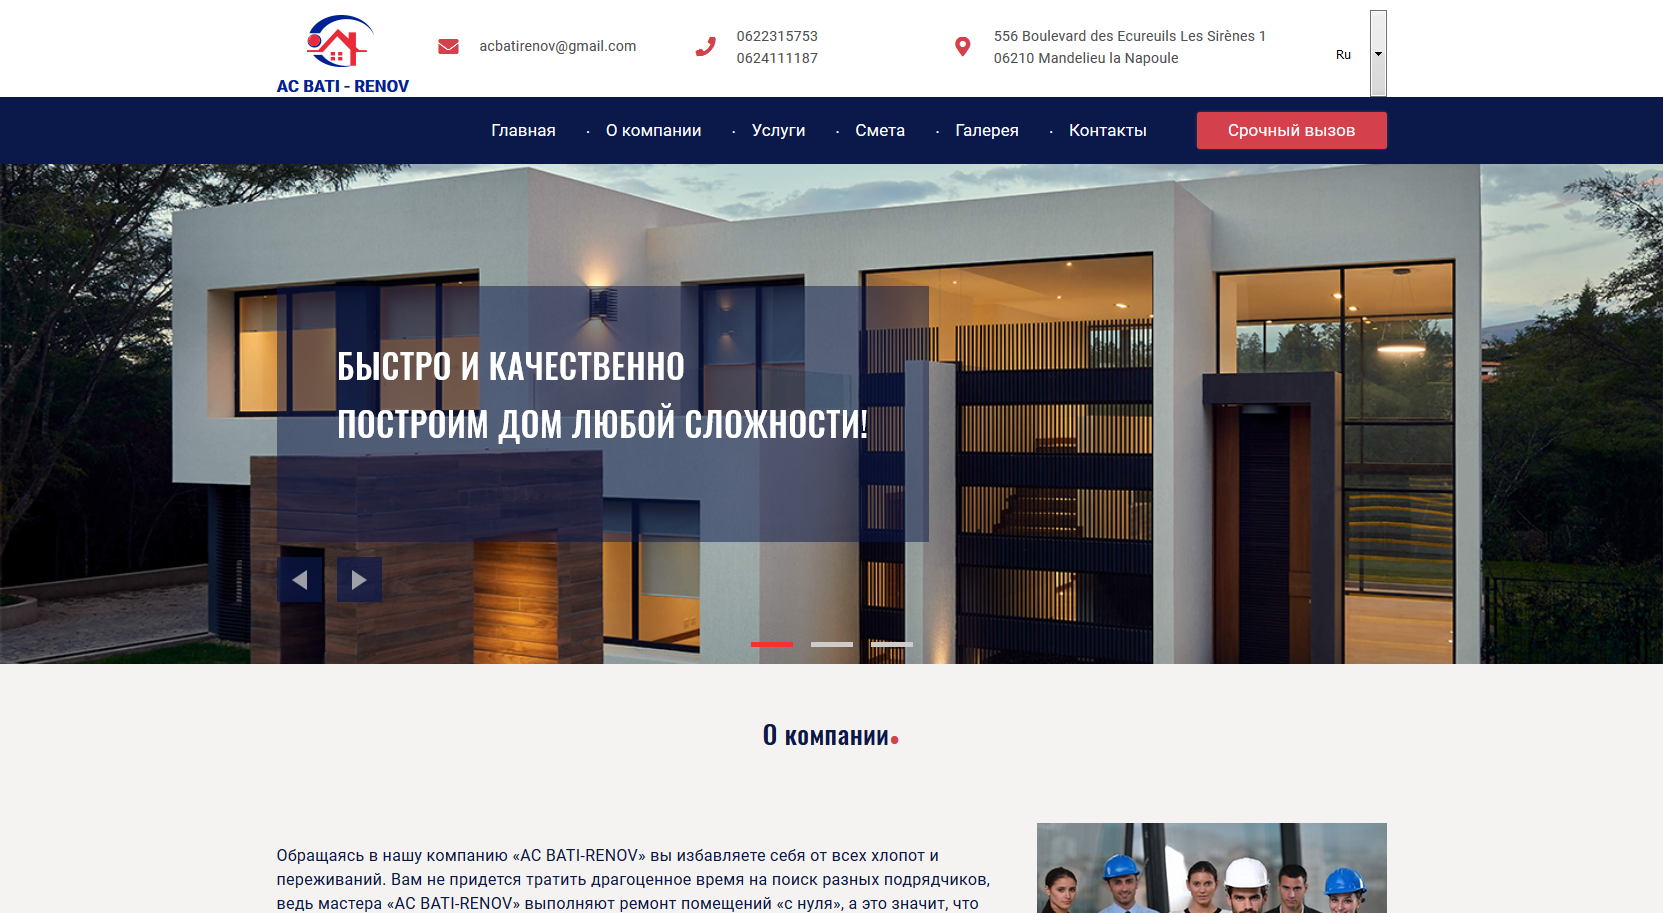 AC BATI - RENOV
acbatirenov@gmail.com
0622315753
0624111187
556 Boulevard des Ecureuils Les Sirènes 1
06210 Mandelieu la Napoule
Ru
Главная · О компании · Услуги · Смета · Галерея · Контакты
Срочный вызов
БЫСТРО И КАЧЕСТВЕННО
ПОСТРОИМ ДОМ ЛЮБОЙ СЛОЖНОСТИ!
О компании.
Обращаясь в нашу компанию «AC BATI-RENOV» вы избавляете себя от всех хлопот и
переживаний. Вам не придется тратить драгоценное время на поиск разных подрядчиков,
ведь мастера «AC BATI-RENOV» выполняют ремонт помещений «с нуля», а это значит, что